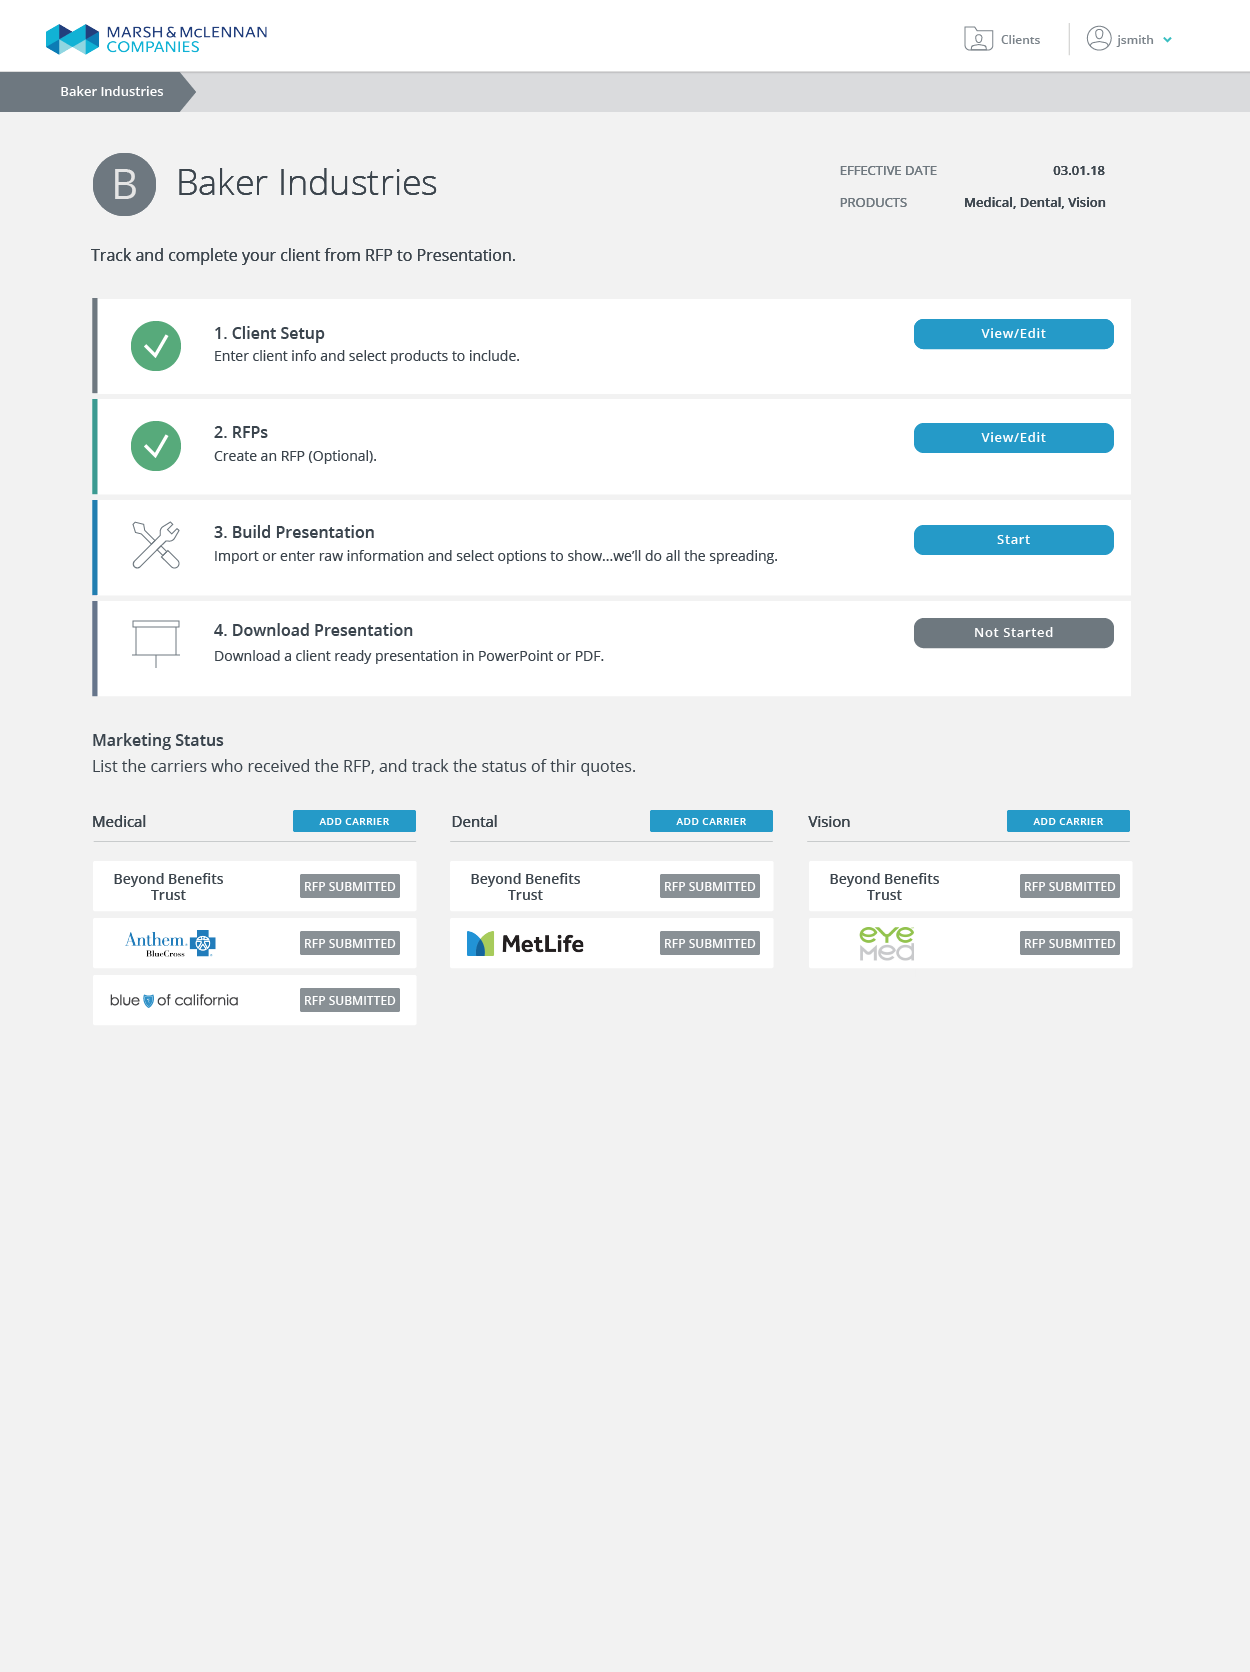 MARSH & McLENNAN
COMPANIES
Clients
jsmith
Baker Industries
B
Baker Industries
EFFECTIVE DATE 03.01.18
PRODUCTS Medical, Dental, Vision
Track and complete your client from RFP to Presentation.
1. Client Setup
Enter client info and select products to include.
View/Edit
2. RFPs
Create an RFP (Optional).
View/Edit
3. Build Presentation
Import or enter raw information and select options to show...we'll do all the spreading.
Start
4. Download Presentation
Download a client ready presentation in PowerPoint or PDF.
Not Started
Marketing Status
List the carriers who received the RFP, and track the status of thir quotes.
Medical
ADD CARRIER
Beyond Benefits
Trust
RFP SUBMITTED
Anthem.
BlueCross
RFP SUBMITTED
blue of california
RFP SUBMITTED
Dental
ADD CARRIER
Beyond Benefits
Trust
RFP SUBMITTED
MetLife
RFP SUBMITTED
Vision
ADD CARRIER
Beyond Benefits
Trust
RFP SUBMITTED
eye
med
RFP SUBMITTED